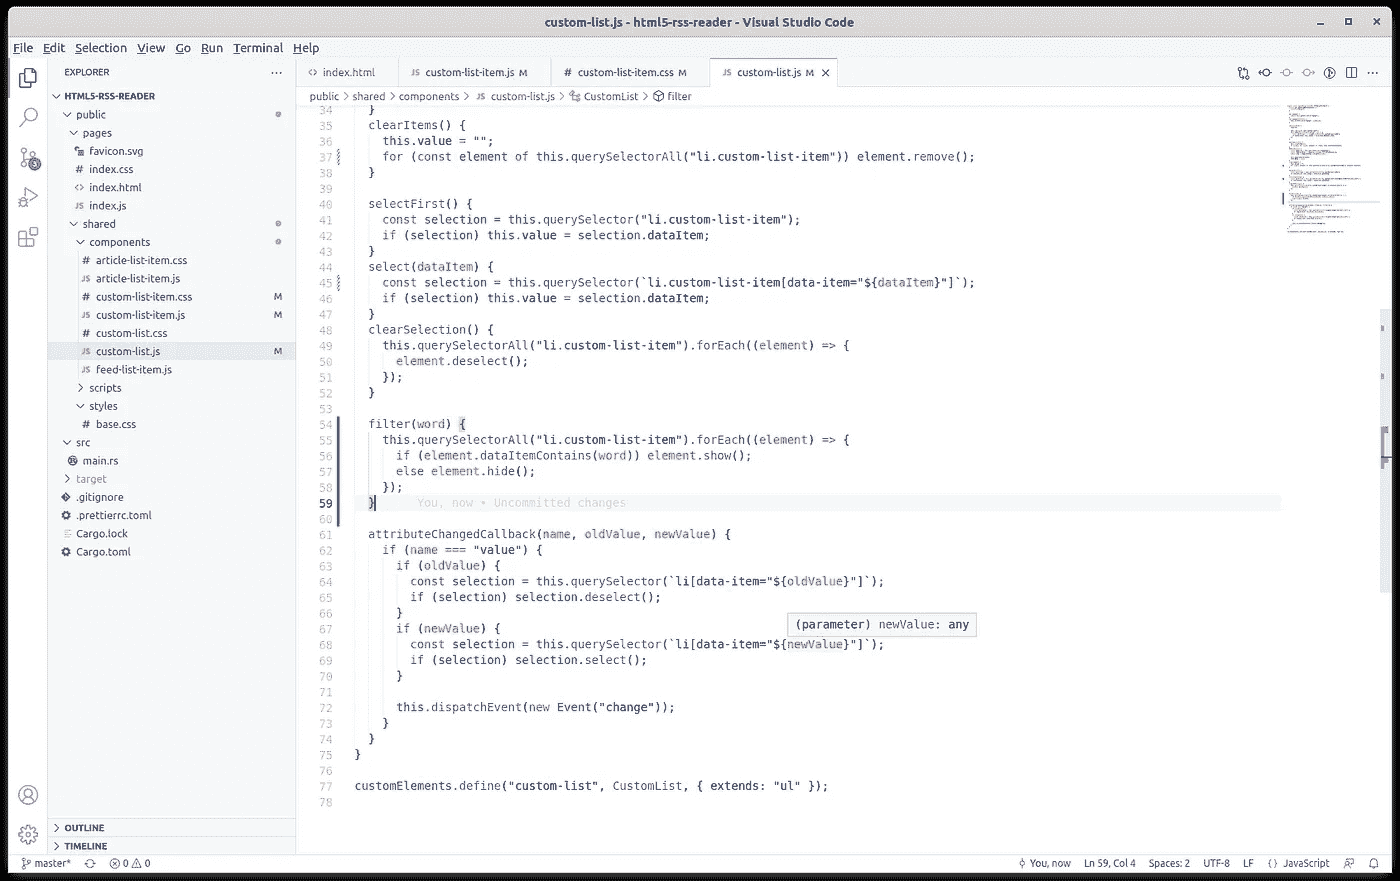 custom-list.js - html5-rss-reader - Visual Studio Code
File Edit Selection View Go Run Terminal Help
EXPLORER
HTML5-RSS-READER
public
pages
favicon.svg
# index.css
<> index.html
JS index.js
shared
components
# article-list-item.css
JS article-list-item.js
# custom-list-item.css M
JS custom-list-item.js M
# custom-list.css
JS custom-list.js M
JS feed-list-item.js
scripts
styles
# base.css
src
main.rs
target
.gitignore
.prettierrc.toml
Cargo.lock
Cargo.toml
OUTLINE
TIMELINE
<> index.html JS custom-list-item.js M # custom-list-item.css M JS custom-list.js M
public > shared > components > JS custom-list.js > CustomList > filter
34 }
35 clearItems() {
36 this.value = "";
37 for (const element of this.querySelectorAll("li.custom-list-item")) element.remove();
38 }
39
40 selectFirst() {
41 const selection = this.querySelector("li.custom-list-item");
42 if (selection) this.value = selection.dataItem;
43 }
44 select(dataItem) {
45 const selection = this.querySelector(`li.custom-list-item[data-item="${dataItem}"]`);
46 if (selection) this.value = selection.dataItem;
47 }
48 clearSelection() {
49 this.querySelectorAll("li.custom-list-item").forEach((element) => {
50 element.deselect();
51 });
52 }
53
54 filter(word) {
55 this.querySelectorAll("li.custom-list-item").forEach((element) => {
56 if (element.dataItemContains(word)) element.show();
57 else element.hide();
58 });
59 } You, now • Uncommitted changes
60
61 attributeChangedCallback(name, oldValue, newValue) {
62 if (name === "value") {
63 if (oldValue) {
64 const selection = this.querySelector(`li[data-item="${oldValue}"]`);
65 if (selection) selection.deselect();
66 }
67 if (newValue) {
(parameter) newValue: any
68 const selection = this.querySelector(`li[data-item="${newValue}"]`);
69 if (selection) selection.select();
70 }
71
72 this.dispatchEvent(new Event("change"));
73 }
74 }
75 }
76
77 customElements.define("custom-list", CustomList, { extends: "ul" });
78
master* 0 0 You, now Ln 59, Col 4 Spaces: 2 UTF-8 LF {} JavaScript